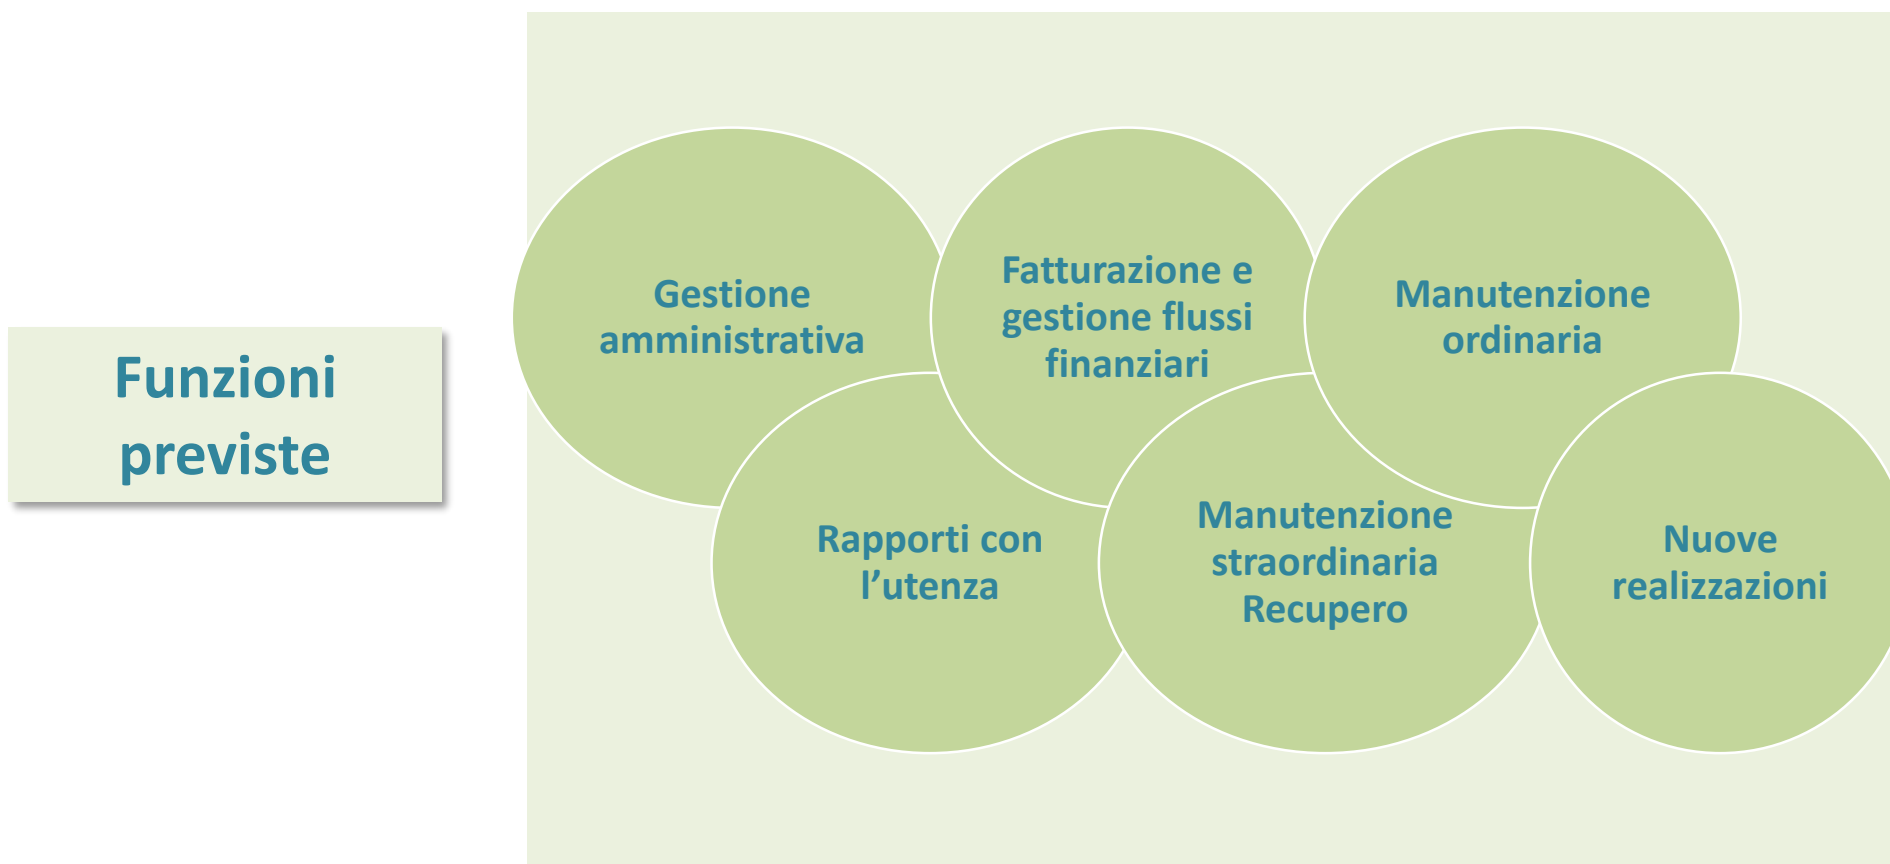 Funzioni
previste
Gestione
amministrativa
Rapporti con
l’utenza
Fatturazione e
gestione flussi
finanziari
Manutenzione
straordinaria
Recupero
Manutenzione
ordinaria
Nuove
realizzazioni